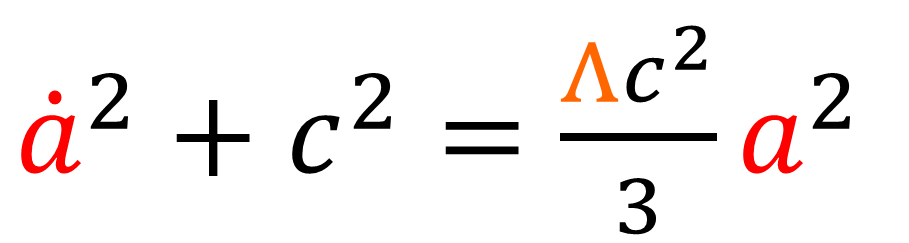 ȧ² + c² = Λc²/3 a²